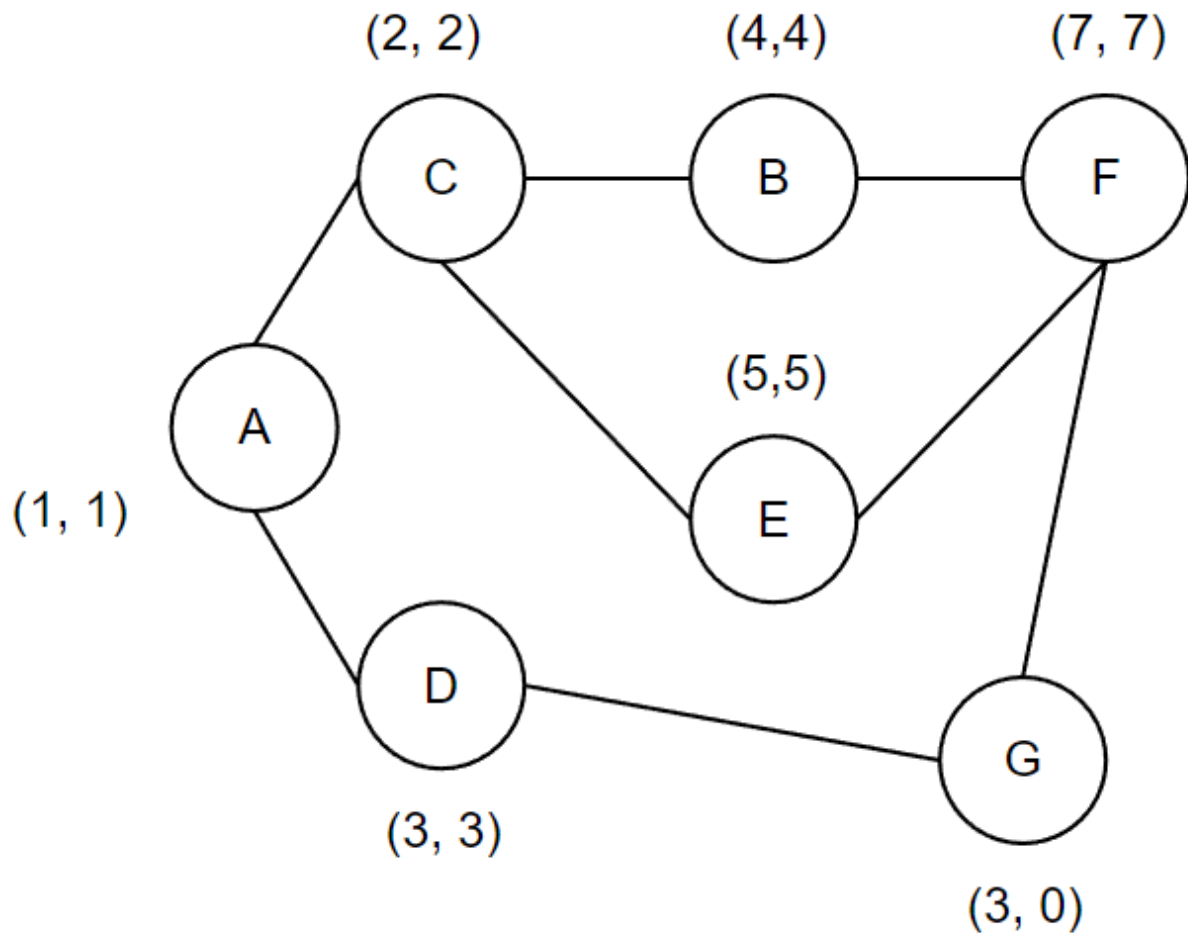 (2, 2)
(4,4)
(7, 7)
C
B
F
(5,5)
A
(1, 1)
E
D
G
(3, 3)
(3, 0)